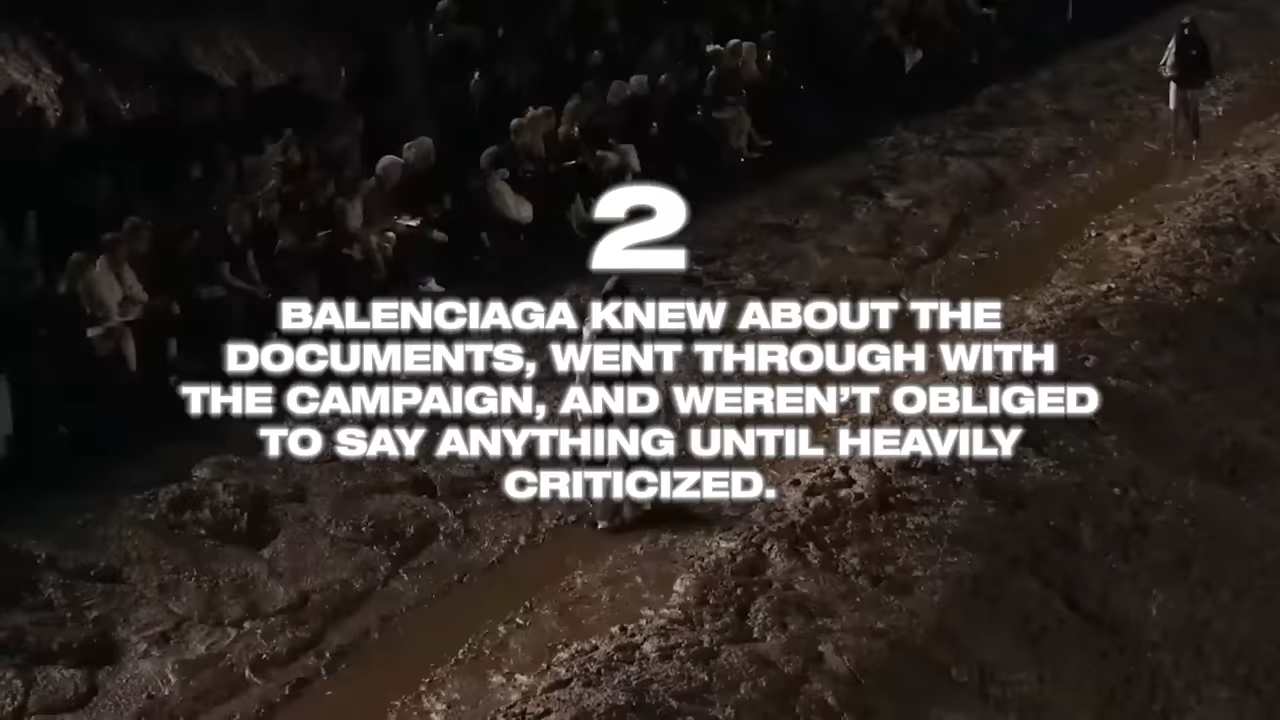 2
BALENCIAGA KNEW ABOUT THE
DOCUMENTS, WENT THROUGH WITH
THE CAMPAIGN, AND WEREN’T OBLIGED
TO SAY ANYTHING UNTIL HEAVILY
CRITICIZED.